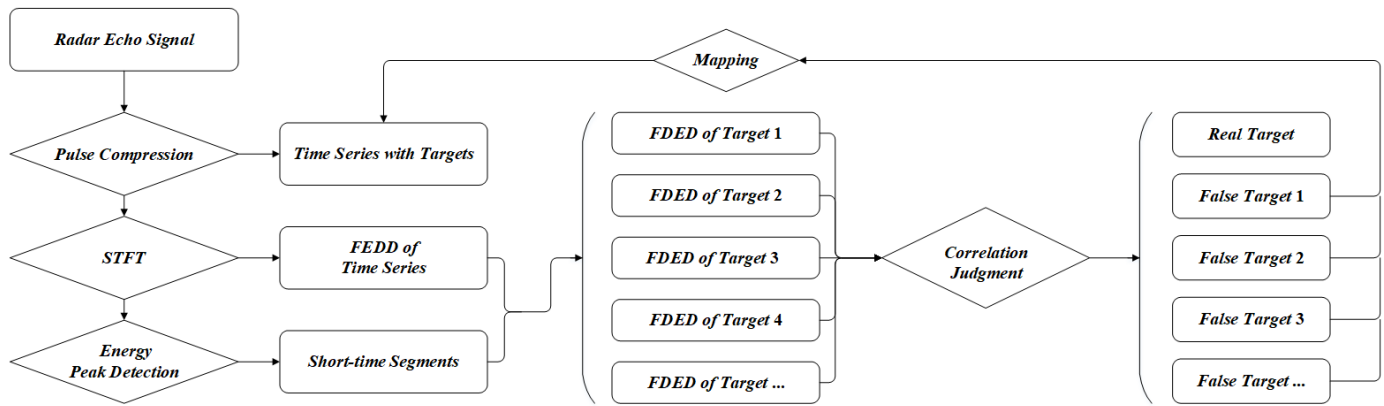 Radar Echo Signal
Pulse Compression
STFT
Energy
Peak Detection
Time Series with Targets
FEDD of
Time Series
Short-time Segments
Mapping
FDED of Target 1
FDED of Target 2
FDED of Target 3
FDED of Target 4
FDED of Target ...
Correlation
Judgment
Real Target
False Target 1
False Target 2
False Target 3
False Target ...